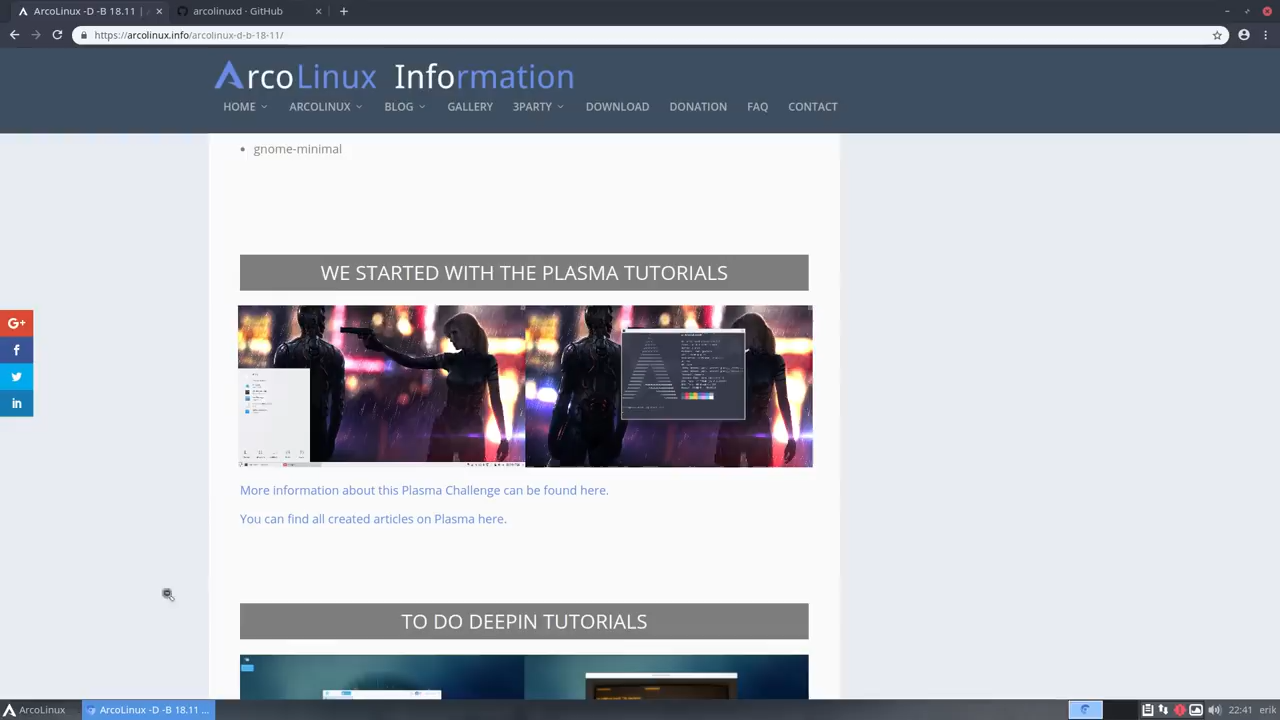 ArcoLinux -D -B 18.11 |
arcolinuxd · GitHub
https://arcolinux.info/arcolinux-d-b-18-11/
ArcoLinux Information
HOME ARCOLINUX BLOG GALLERY 3PARTY DOWNLOAD DONATION FAQ CONTACT
• gnome-minimal
WE STARTED WITH THE PLASMA TUTORIALS
G+
f
in
More information about this Plasma Challenge can be found here.
You can find all created articles on Plasma here.
TO DO DEEPIN TUTORIALS
ArcoLinux
ArcoLinux -D -B 18.11 ...
22:41 erik